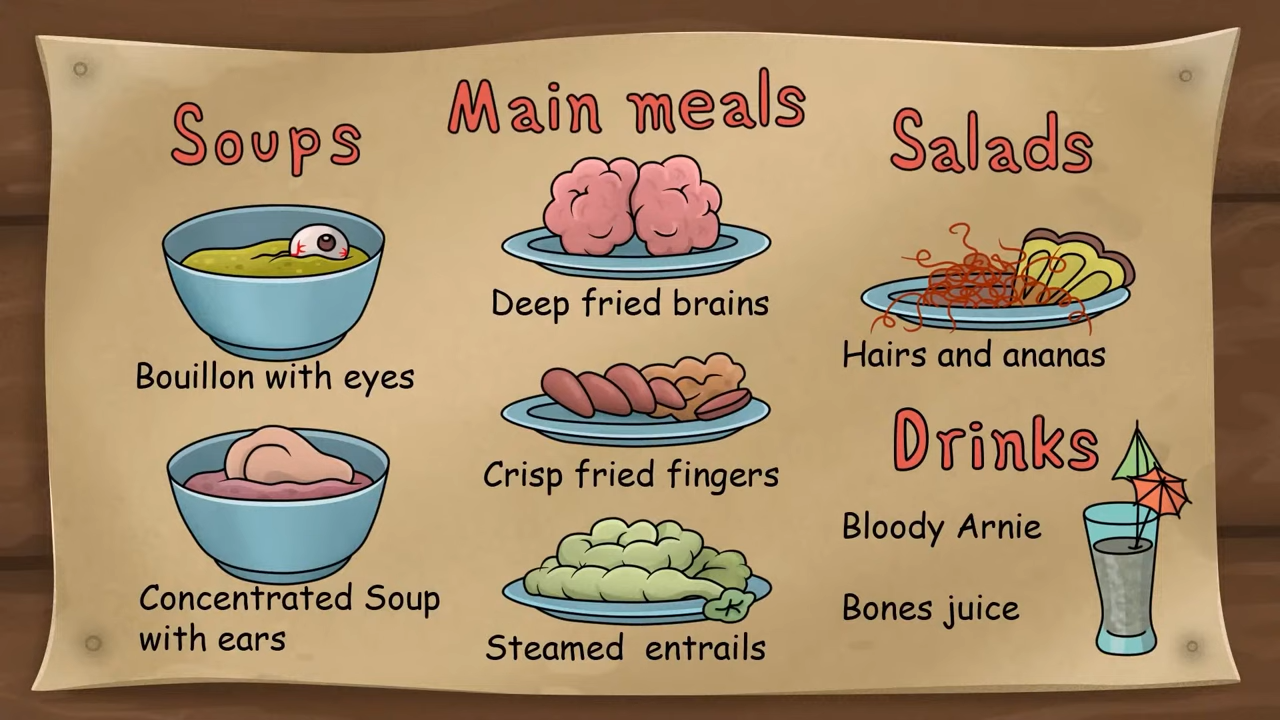 Soups
Bouillon with eyes
Concentrated Soup
with ears
Main meals
Deep fried brains
Crisp fried fingers
Steamed entrails
Salads
Hairs and ananas
Drinks
Bloody Arnie
Bones juice